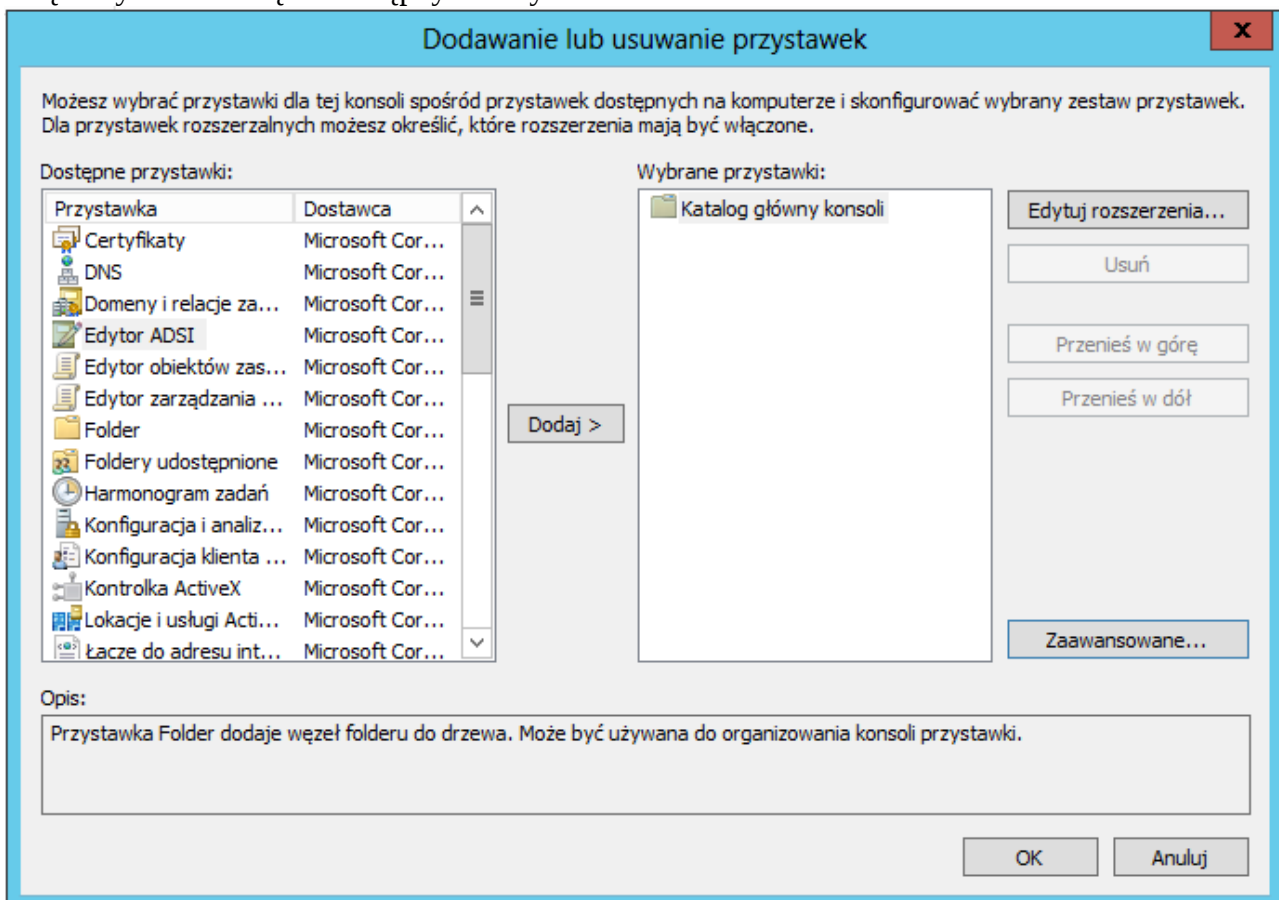 Dodawanie lub usuwanie przystawek
x
Możesz wybrać przystawki dla tej konsoli spośród przystawek dostępnych na komputerze i skonfigurować wybrany zestaw przystawek.
Dla przystawek rozszerzalnych możesz określić, które rozszerzenia mają być włączone.
Dostępne przystawki:
Przystawka Dostawca
Certyfikaty Microsoft Cor...
DNS Microsoft Cor...
Domeny i relacje za... Microsoft Cor...
Edytor ADSI Microsoft Cor...
Edytor obiektów zas... Microsoft Cor...
Edytor zarządzania ... Microsoft Cor...
Folder Microsoft Cor...
Foldery udostępnione Microsoft Cor...
Harmonogram zadań Microsoft Cor...
Konfiguracja i analiz... Microsoft Cor...
Konfiguracja klienta ... Microsoft Cor...
Kontrolka ActiveX Microsoft Cor...
Lokacje i usługi Acti... Microsoft Cor...
Łącze do adresu int... Microsoft Cor...
Dodaj >
Wybrane przystawki:
Katalog główny konsoli
Edytuj rozszerzenia...
Usuń
Przenieś w górę
Przenieś w dół
Zaawansowane...
Opis:
Przystawka Folder dodaje węzeł folderu do drzewa. Może być używana do organizowania konsoli przystawki.
OK
Anuluj